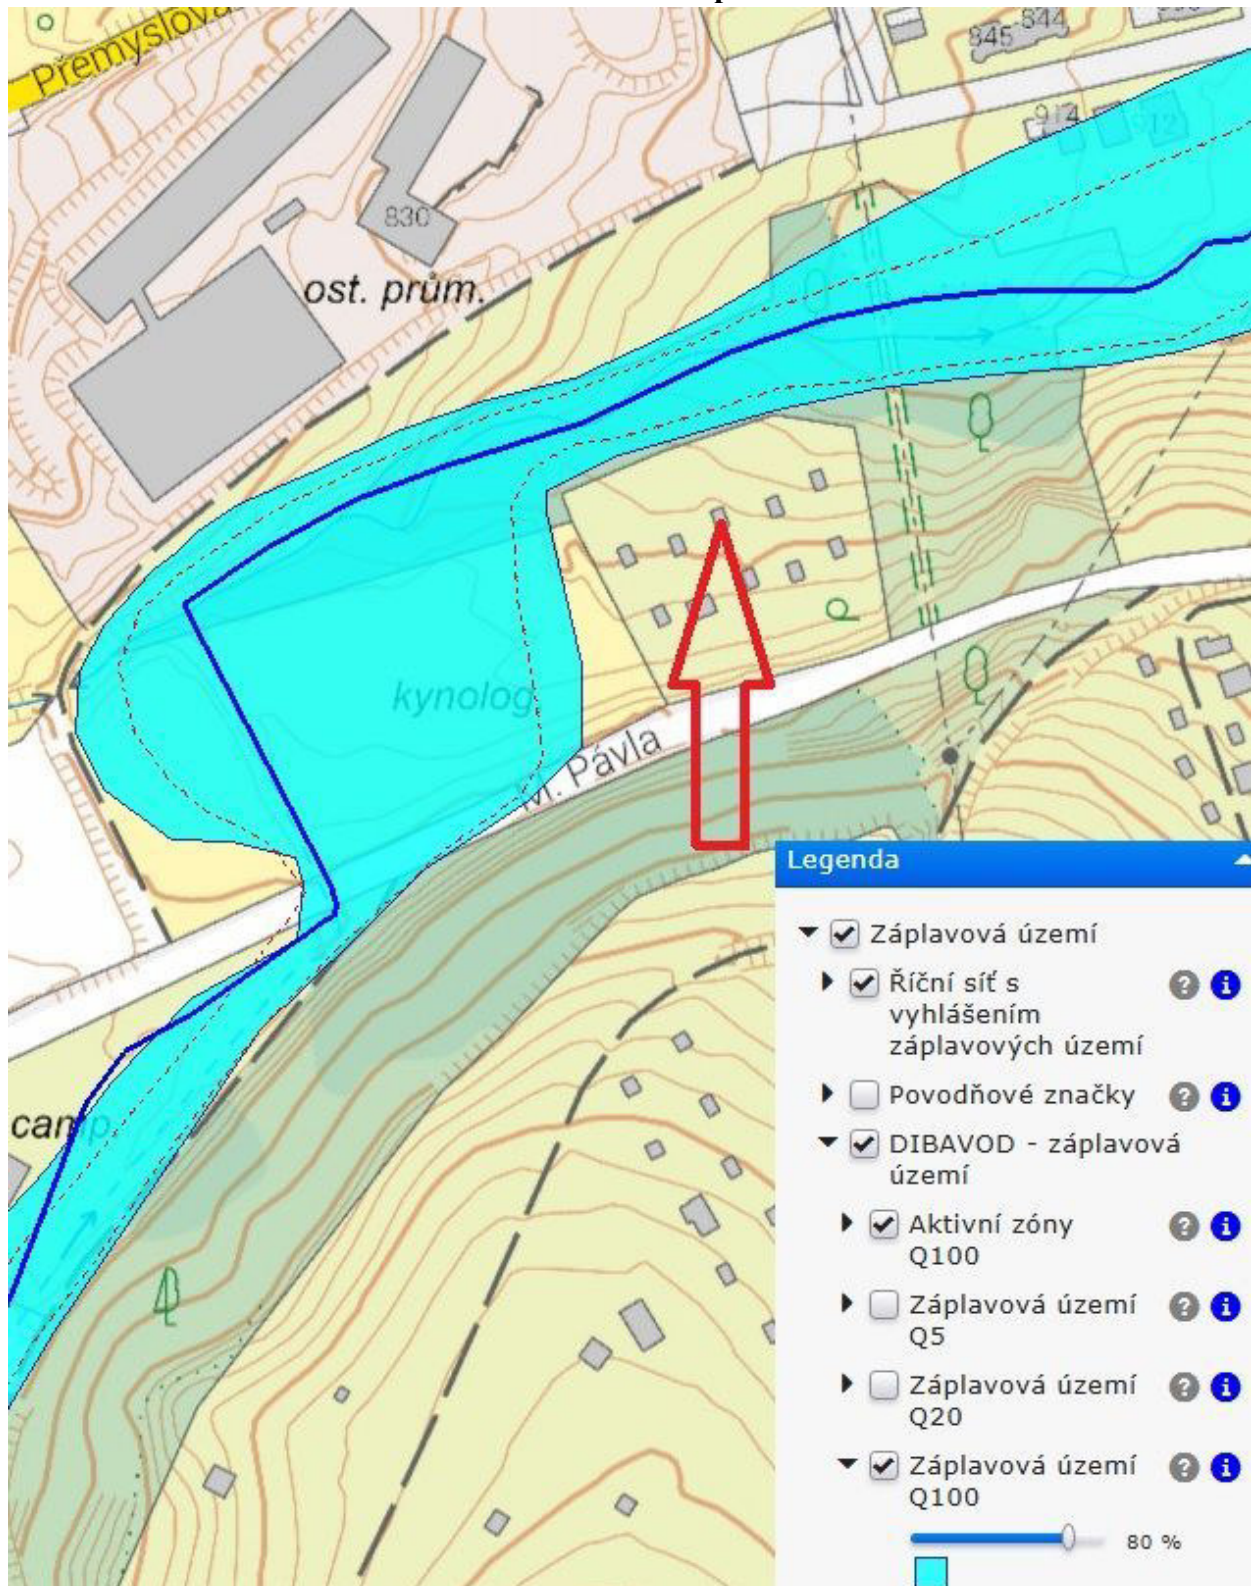 Přemyslova
845
844
914
912
830
ost. prům.
kynolog
M. Pávla
camp.
Legenda
Záplavová území
Říční síť s
vyhlášením
záplavových území
Povodňové značky
DIBAVOD - záplavová
území
Aktivní zóny
Q100
Záplavová území
Q5
Záplavová území
Q20
Záplavová území
Q100
80 %